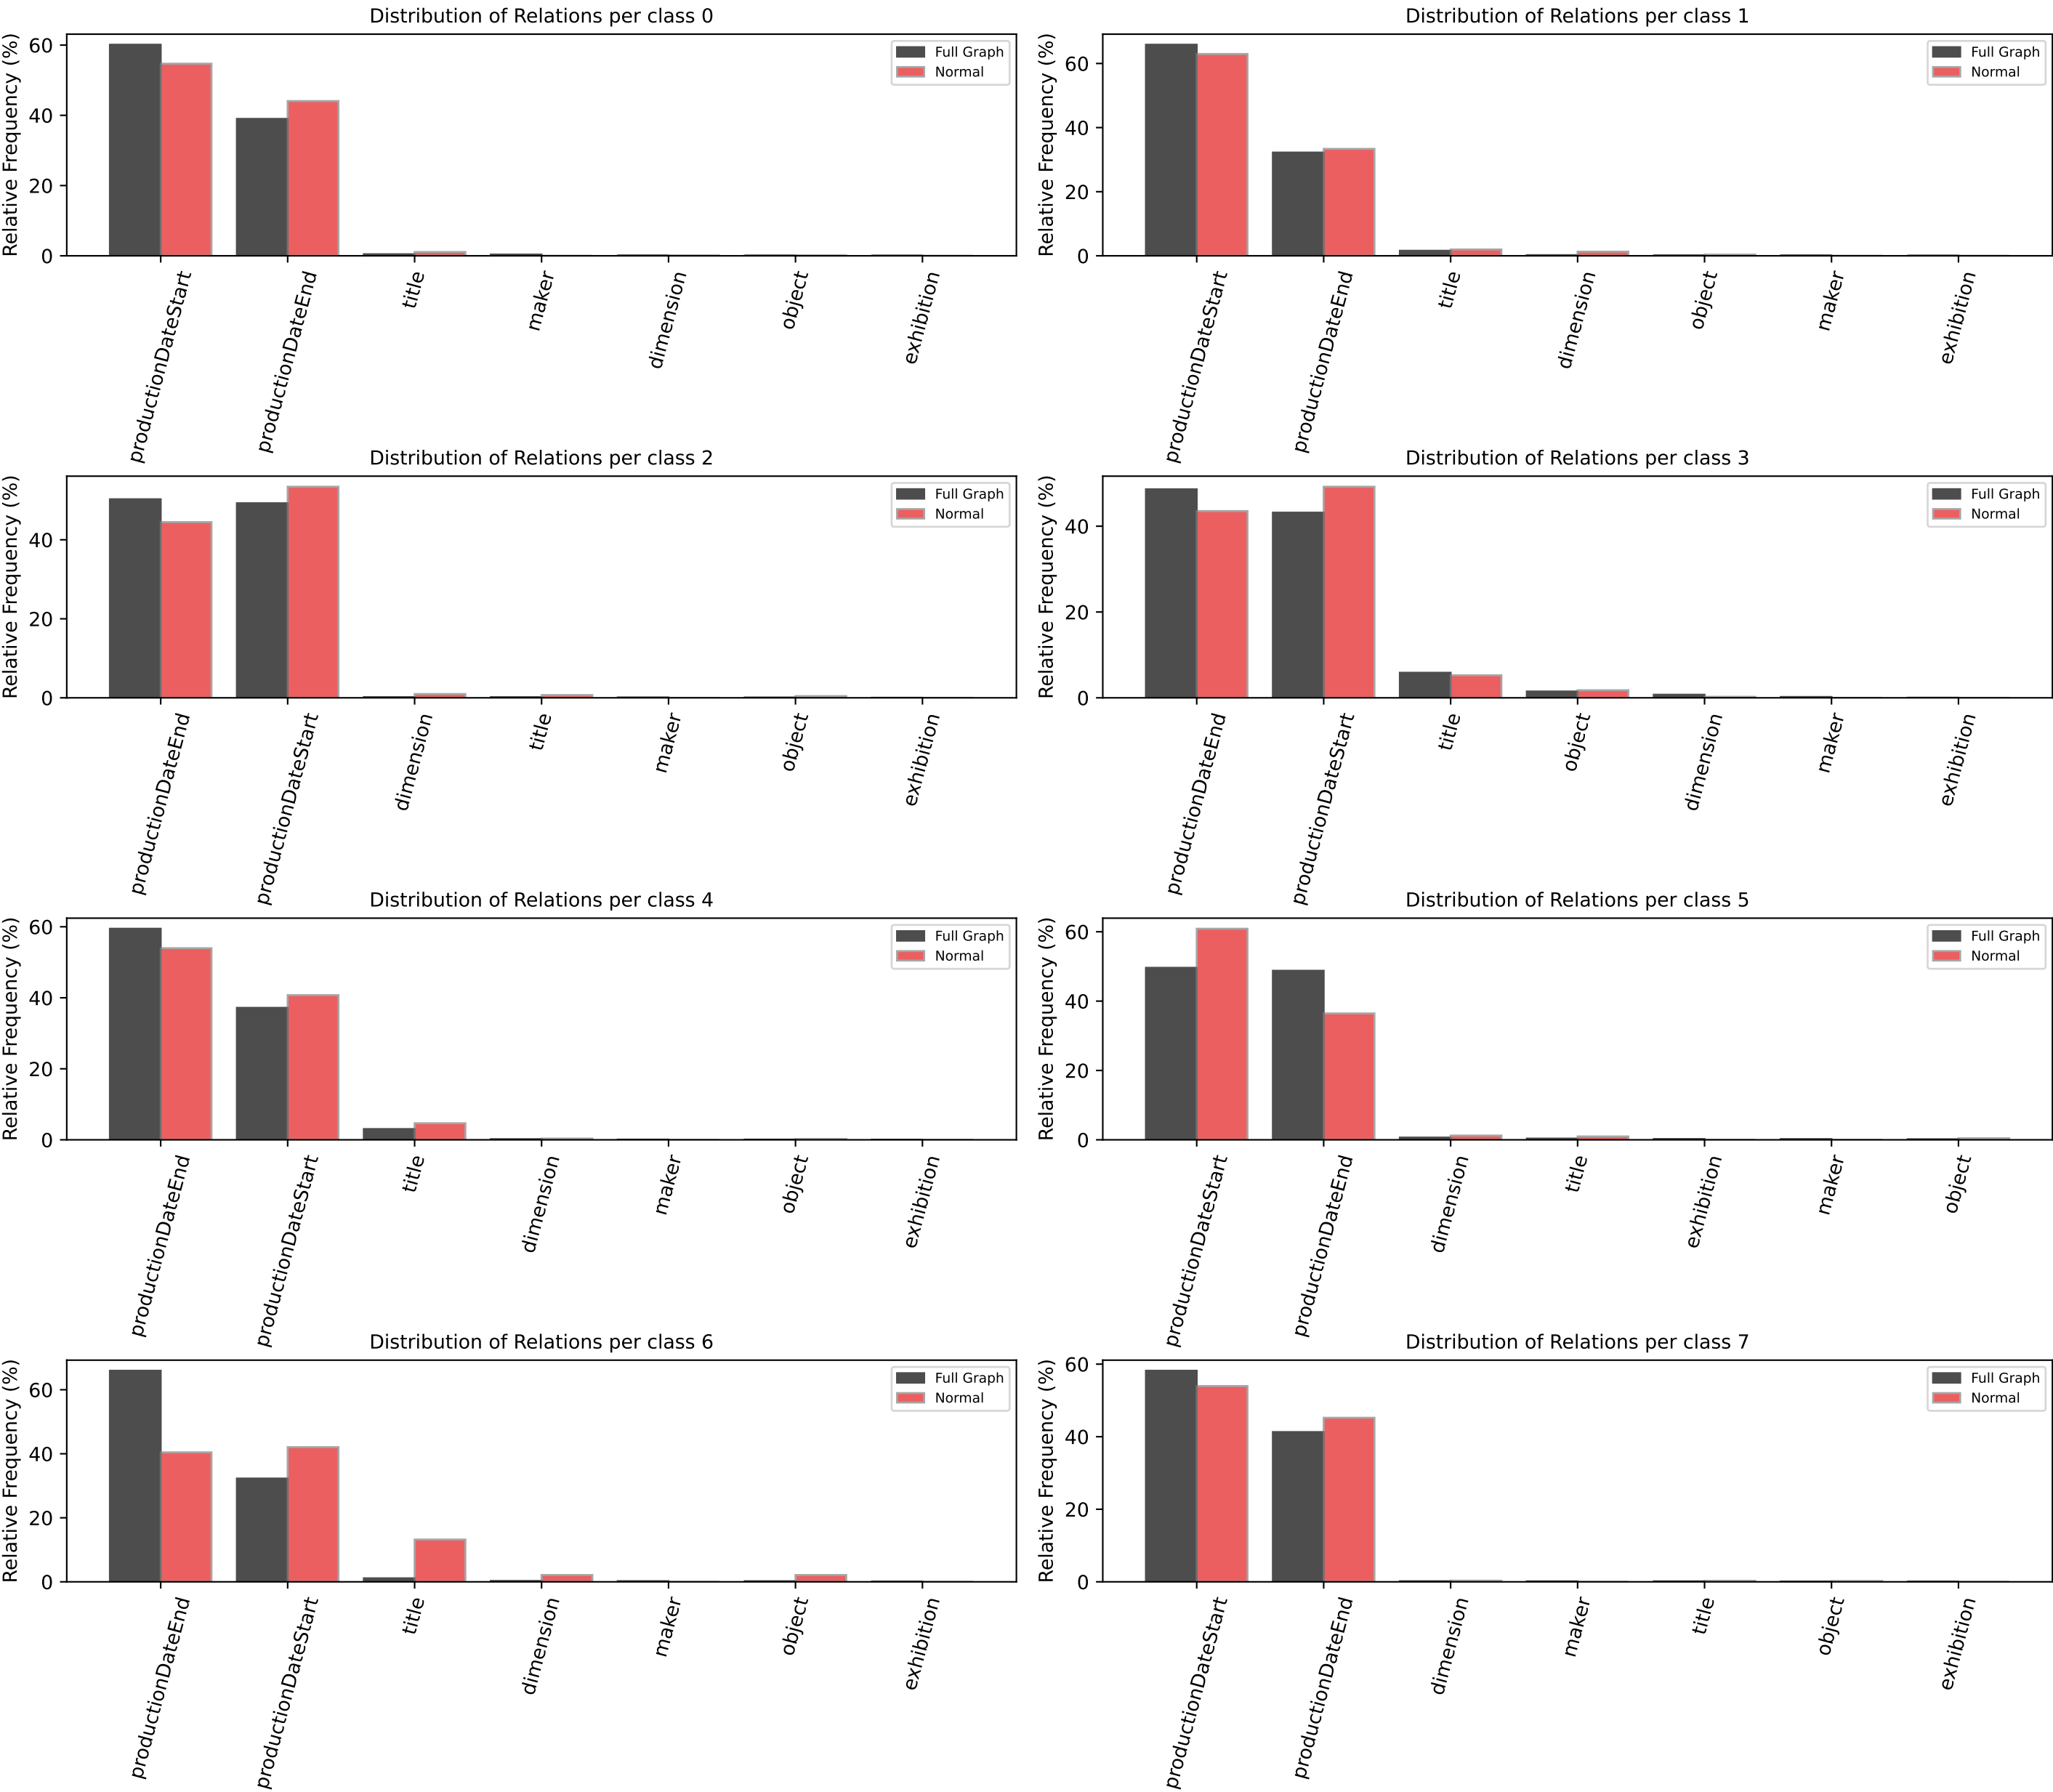 Distribution of Relations per class 0
Relative Frequency (%)
60
40
20
0
Full Graph
Normal
productionDateStart
productionDateEnd
title
maker
dimension
object
exhibition
Distribution of Relations per class 1
Relative Frequency (%)
60
40
20
0
Full Graph
Normal
productionDateStart
productionDateEnd
title
dimension
object
maker
exhibition
Distribution of Relations per class 2
Relative Frequency (%)
40
20
0
Full Graph
Normal
productionDateEnd
productionDateStart
dimension
title
maker
object
exhibition
Distribution of Relations per class 3
Relative Frequency (%)
40
20
0
Full Graph
Normal
productionDateEnd
productionDateStart
title
object
dimension
maker
exhibition
Distribution of Relations per class 4
Relative Frequency (%)
60
40
20
0
Full Graph
Normal
productionDateEnd
productionDateStart
title
dimension
maker
object
exhibition
Distribution of Relations per class 5
Relative Frequency (%)
60
40
20
0
Full Graph
Normal
productionDateStart
productionDateEnd
dimension
title
exhibition
maker
object
Distribution of Relations per class 6
Relative Frequency (%)
60
40
20
0
Full Graph
Normal
productionDateEnd
productionDateStart
title
dimension
maker
object
exhibition
Distribution of Relations per class 7
Relative Frequency (%)
60
40
20
0
Full Graph
Normal
productionDateStart
productionDateEnd
dimension
maker
title
object
exhibition